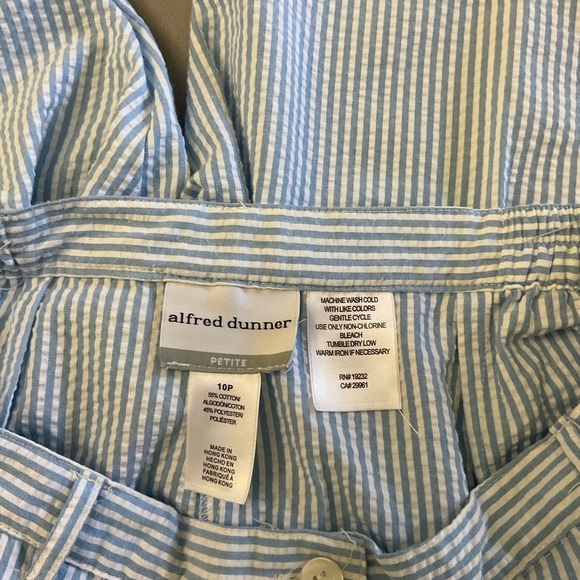 alfred dunner
PETITE
10P
55% COTTON/
ALGODÓN/COTON
45% POLYESTER/
POLIÉSTER
MADE IN
HONG KONG
HECHO EN
HONG KONG
FABRIQUÉ À
HONG KONG
MACHINE WASH COLD
WITH LIKE COLORS
GENTLE CYCLE
USE ONLY NON-CHLORINE
BLEACH
TUMBLE DRY LOW
WARM IRON IF NECESSARY
RN# 19232
CA# 29961